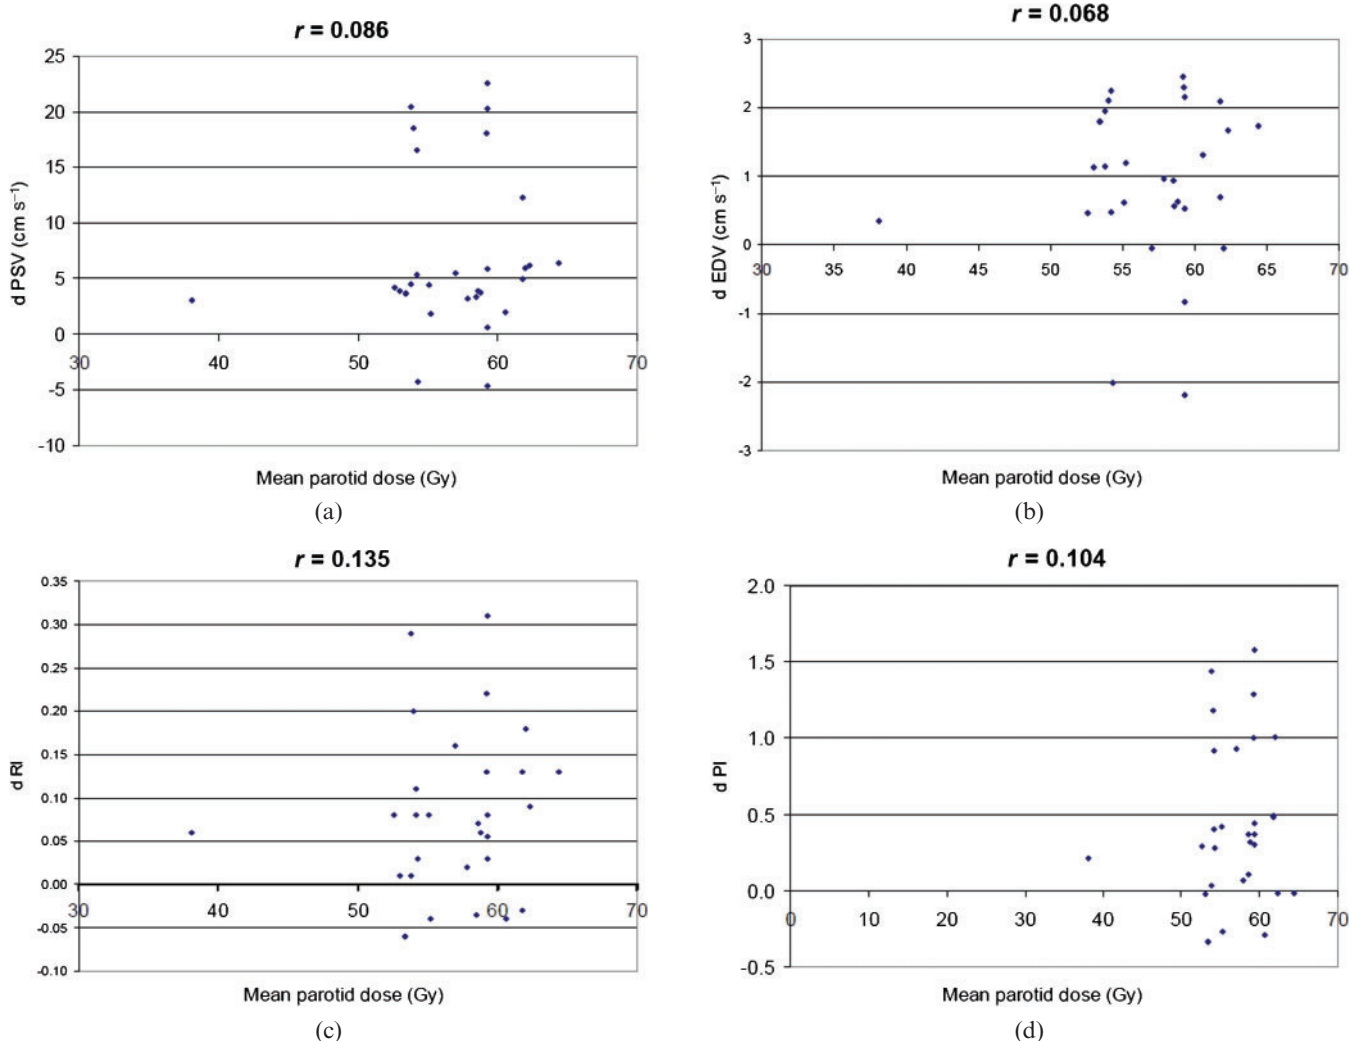 r = 0.086
25
20
15
10
5
0
-5
-10
30 40 50 60 70
d PSV (cm s⁻¹)
Mean parotid dose (Gy)
(a)
r = 0.068
3
2
1
0
-1
-2
-3
30 35 40 45 50 55 60 65 70
d EDV (cm s⁻¹)
Mean parotid dose (Gy)
(b)
r = 0.135
0.35
0.30
0.25
0.20
0.15
0.10
0.05
0.00
-0.05
-0.10
30 40 50 60 70
d RI
Mean parotid dose (Gy)
(c)
r = 0.104
2.0
1.5
1.0
0.5
0.0
-0.5
0 10 20 30 40 50 60 70
d PI
Mean parotid dose (Gy)
(d)